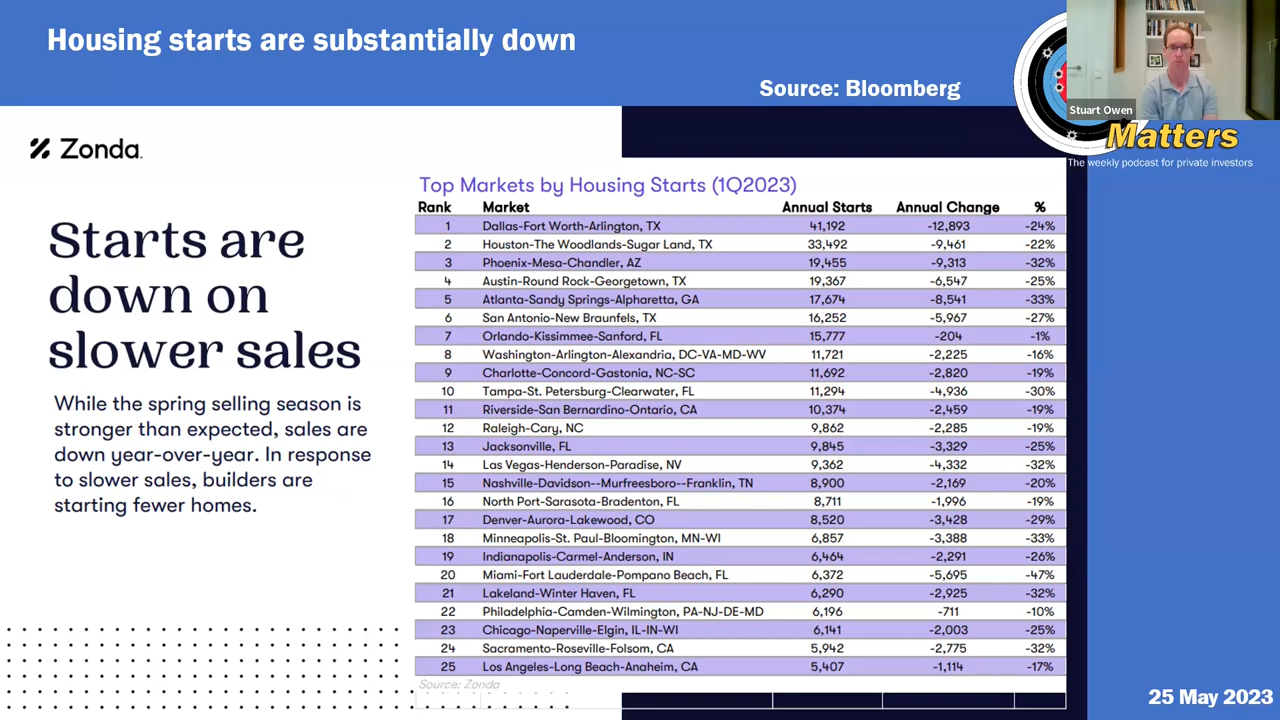 Housing starts are substantially down
Source: Bloomberg
Stuart Owen
Matters
The weekly podcast for private investors
Zonda.
Starts are
down on
slower sales
While the spring selling season is
stronger than expected, sales are
down year-over-year. In response
to slower sales, builders are
starting fewer homes.
Top Markets by Housing Starts (1Q2023)
Rank Market Annual Starts Annual Change %
1 Dallas-Fort Worth-Arlington, TX 41,192 -12,893 -24%
2 Houston-The Woodlands-Sugar Land, TX 33,492 -9,461 -22%
3 Phoenix-Mesa-Chandler, AZ 19,455 -9,313 -32%
4 Austin-Round Rock-Georgetown, TX 19,367 -6,547 -25%
5 Atlanta-Sandy Springs-Alpharetta, GA 17,674 -8,541 -33%
6 San Antonio-New Braunfels, TX 16,252 -5,967 -27%
7 Orlando-Kissimmee-Sanford, FL 15,777 -204 -1%
8 Washington-Arlington-Alexandria, DC-VA-MD-WV 11,721 -2,225 -16%
9 Charlotte-Concord-Gastonia, NC-SC 11,692 -2,820 -19%
10 Tampa-St. Petersburg-Clearwater, FL 11,294 -4,936 -30%
11 Riverside-San Bernardino-Ontario, CA 10,374 -2,459 -19%
12 Raleigh-Cary, NC 9,862 -2,285 -19%
13 Jacksonville, FL 9,845 -3,329 -25%
14 Las Vegas-Henderson-Paradise, NV 9,362 -4,332 -32%
15 Nashville-Davidson--Murfreesboro--Franklin, TN 8,900 -2,169 -20%
16 North Port-Sarasota-Bradenton, FL 8,711 -1,996 -19%
17 Denver-Aurora-Lakewood, CO 8,520 -3,428 -29%
18 Minneapolis-St. Paul-Bloomington, MN-WI 6,857 -3,388 -33%
19 Indianapolis-Carmel-Anderson, IN 6,464 -2,291 -26%
20 Miami-Fort Lauderdale-Pompano Beach, FL 6,372 -5,695 -47%
21 Lakeland-Winter Haven, FL 6,290 -2,925 -32%
22 Philadelphia-Camden-Wilmington, PA-NJ-DE-MD 6,196 -711 -10%
23 Chicago-Naperville-Elgin, IL-IN-WI 6,141 -2,003 -25%
24 Sacramento-Roseville-Folsom, CA 5,942 -2,775 -32%
25 Los Angeles-Long Beach-Anaheim, CA 5,407 -1,114 -17%
Source: Zonda
25 May 2023